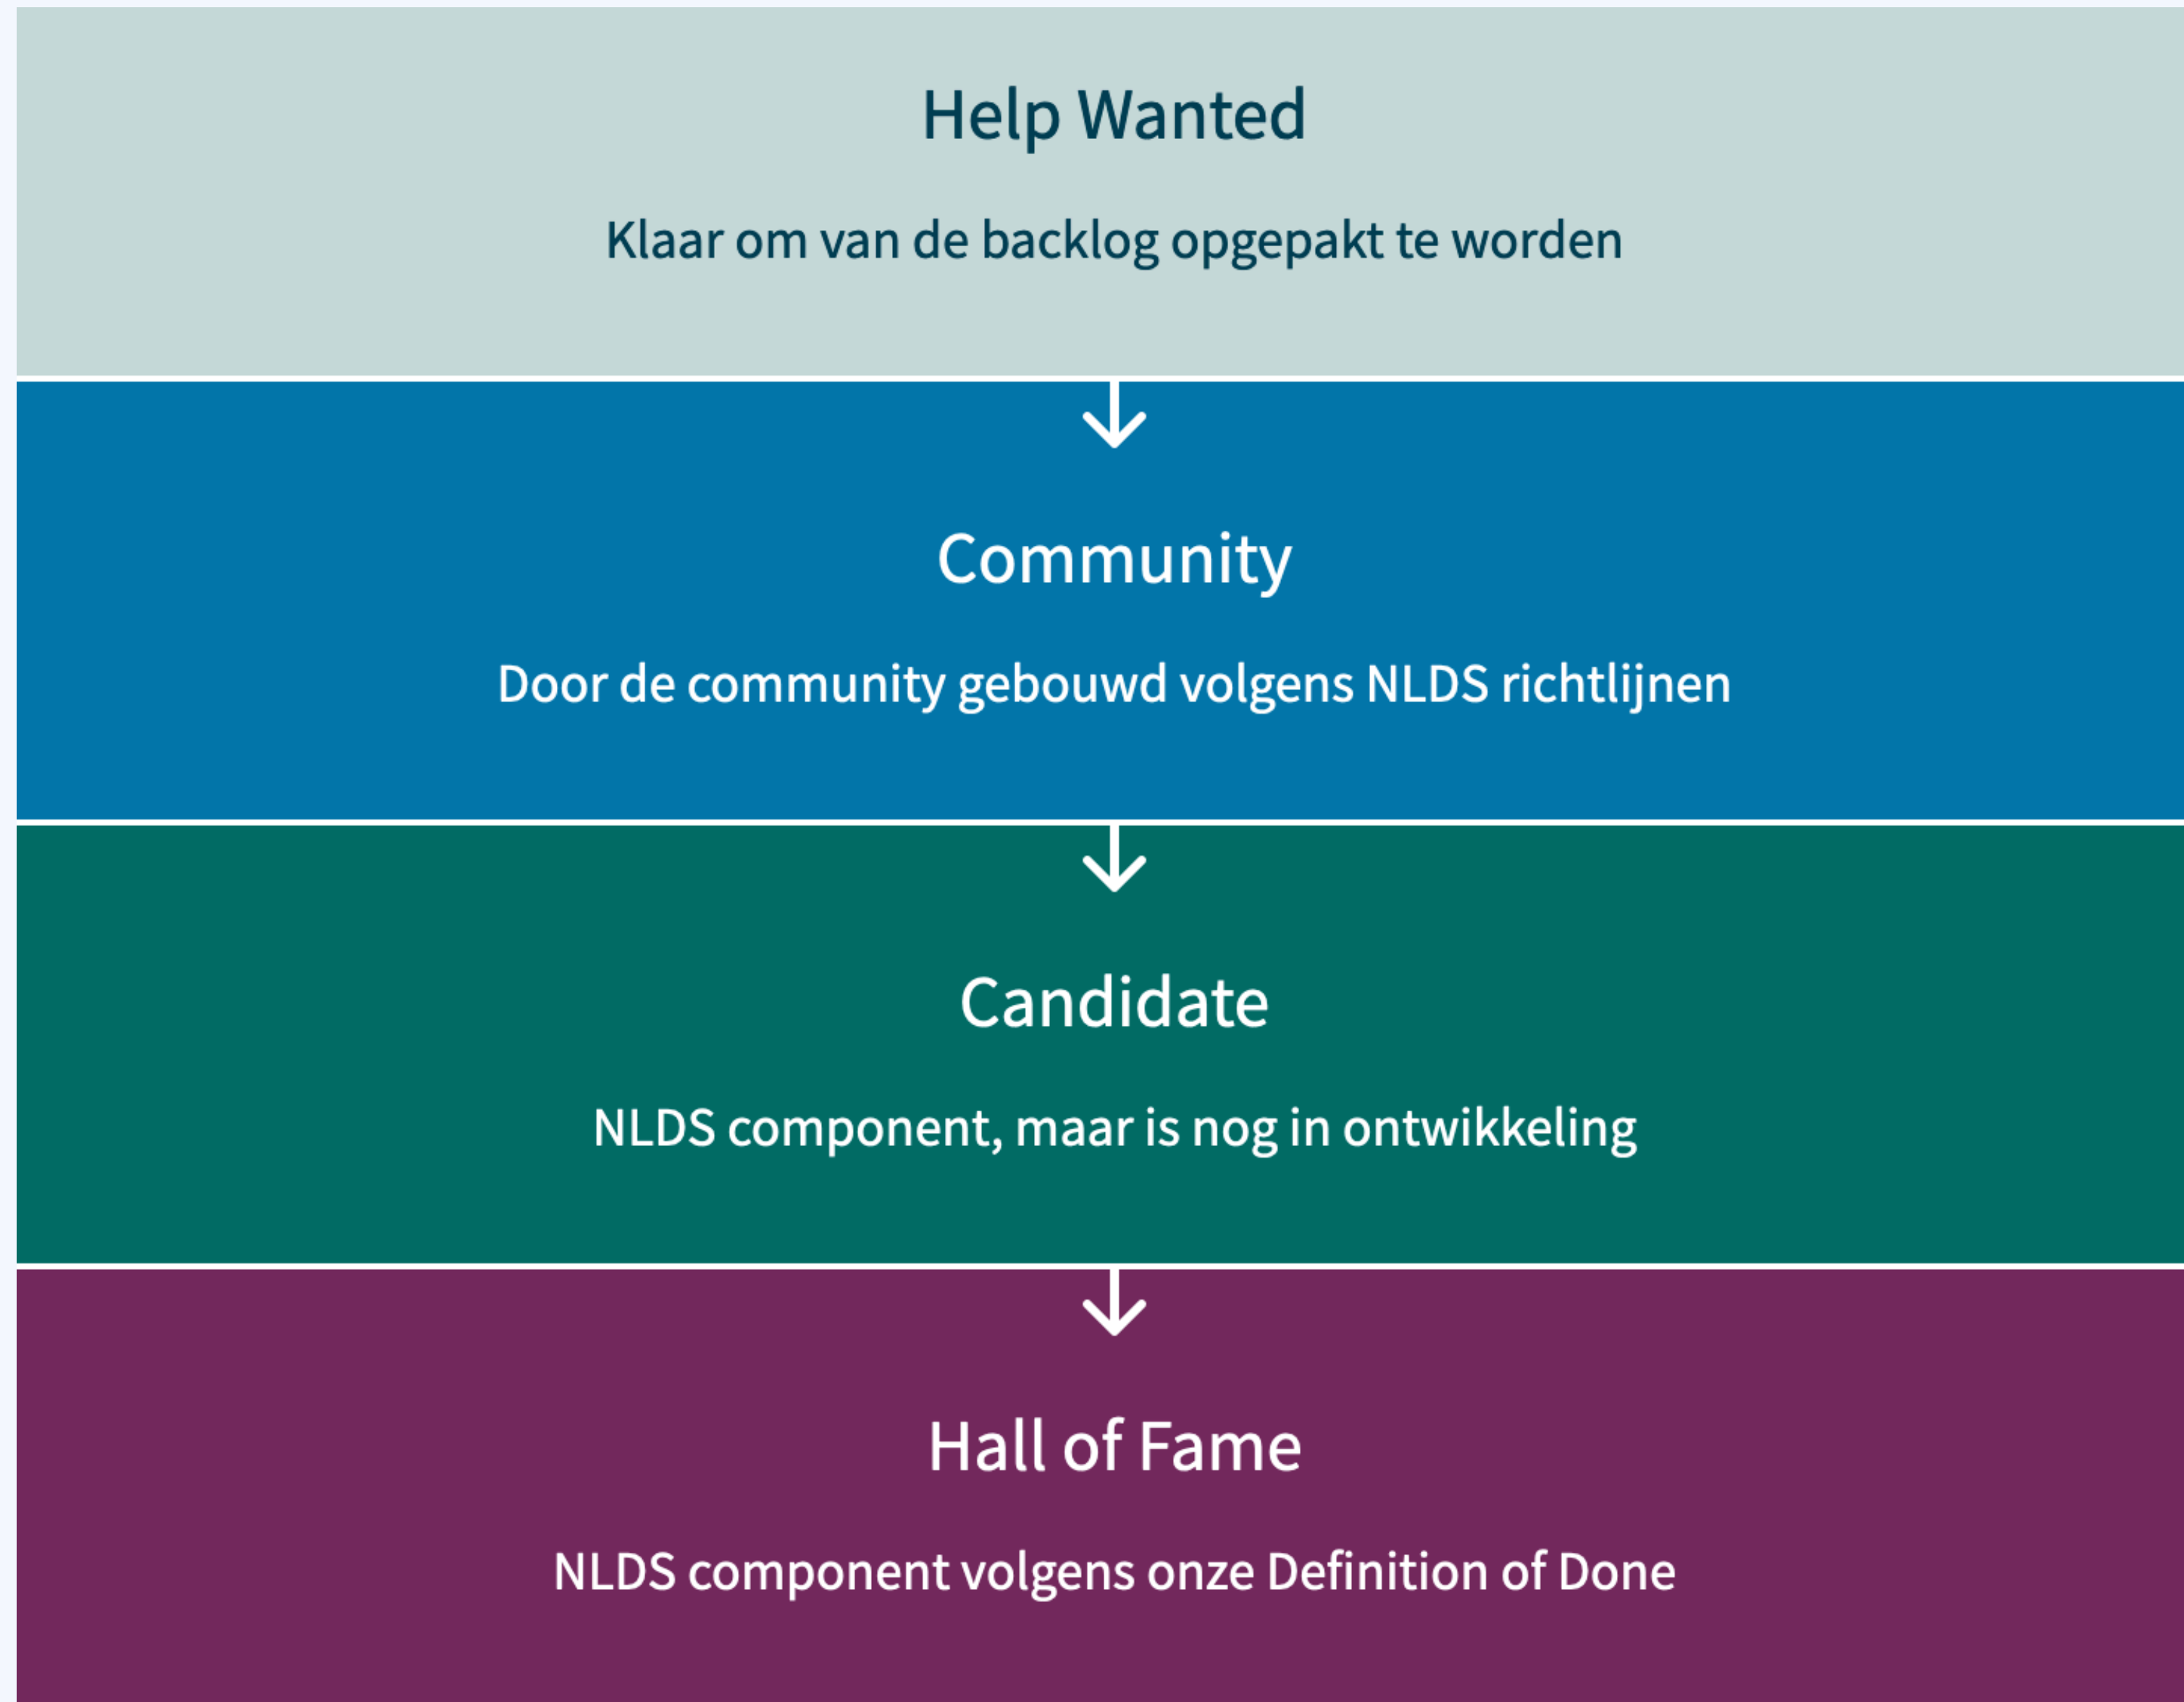 Help Wanted
Klaar om van de backlog opgepakt te worden
Community
Door de community gebouwd volgens NLDS richtlijnen
Candidate
NLDS component, maar is nog in ontwikkeling
Hall of Fame
NLDS component volgens onze Definition of Done